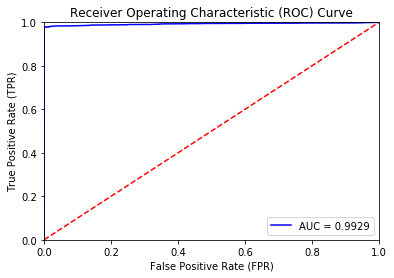 Receiver Operating Characteristic (ROC) Curve
True Positive Rate (TPR)
1.0
0.8
0.6
0.4
0.2
0.0
AUC = 0.9929
0.0 0.2 0.4 0.6 0.8 1.0
False Positive Rate (FPR)